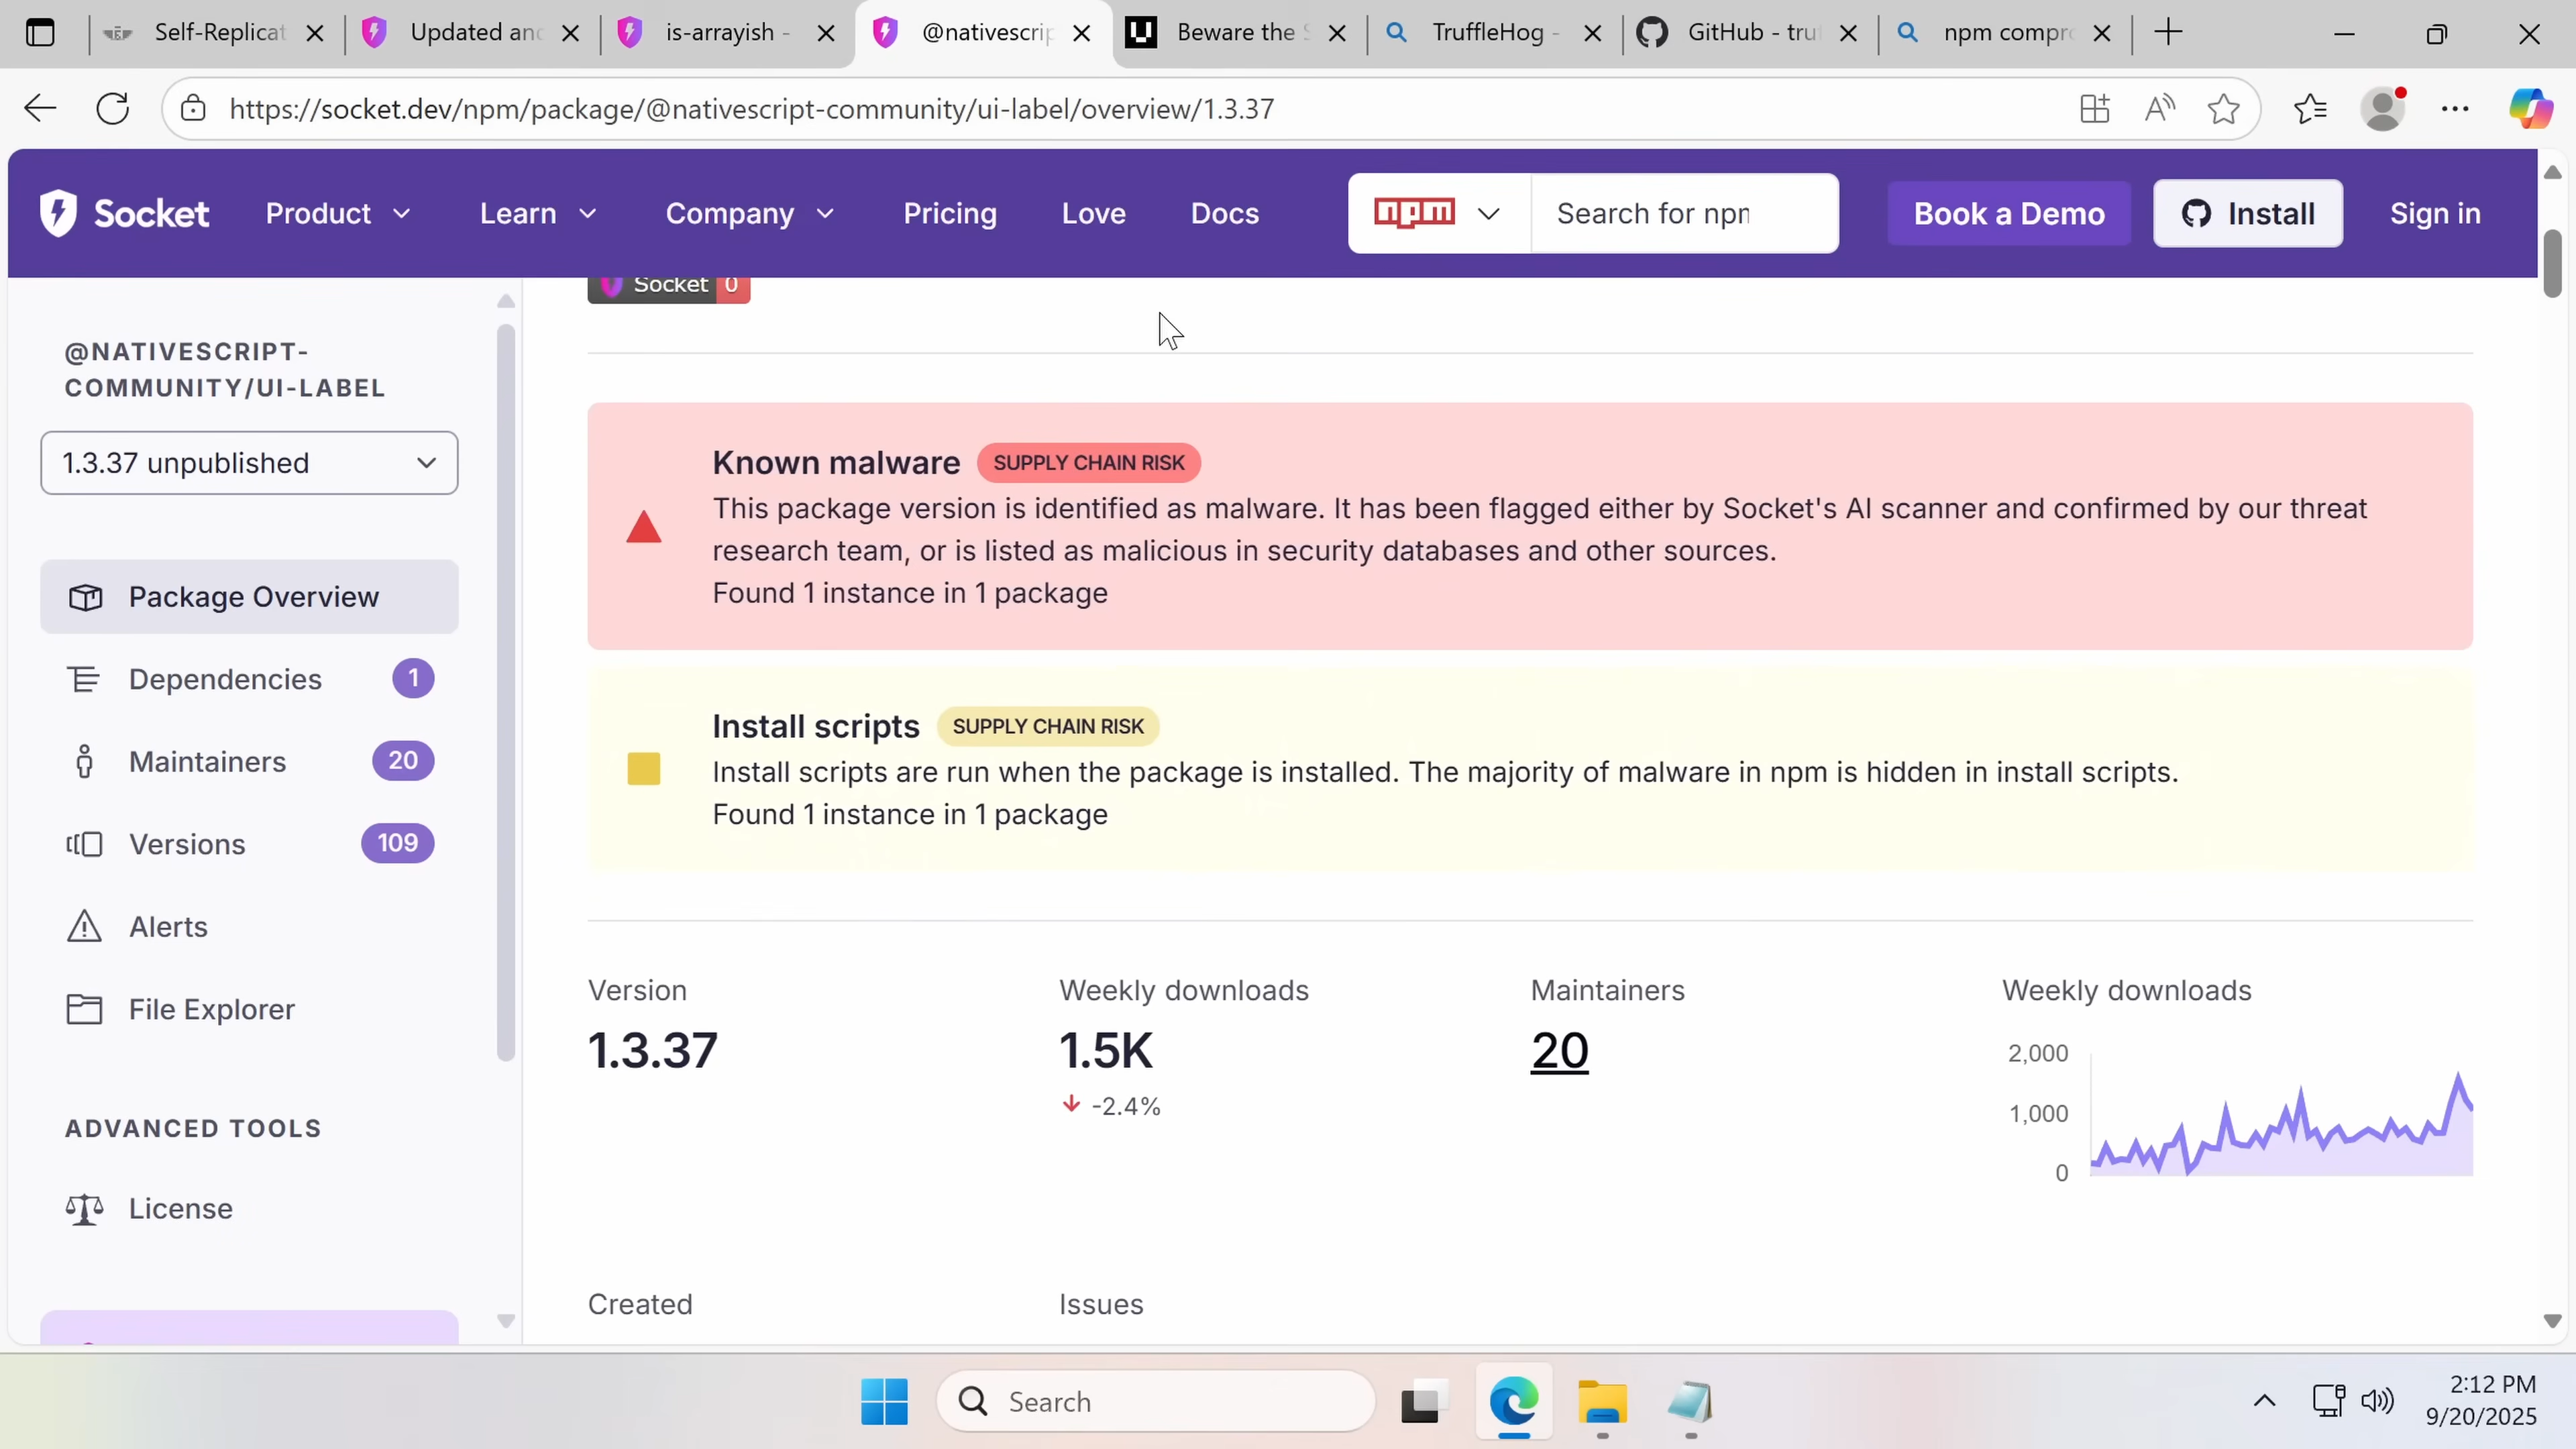 Self-Replicat
Updated and
is-arrayish -
@nativescrip
Beware the S
TruffleHog -
GitHub - tru
npm compro
https://socket.dev/npm/package/@nativescript-community/ui-label/overview/1.3.37
Socket
Product
Learn
Company
Pricing
Love
Docs
npm
Search for npm
Book a Demo
Install
Sign in
Socket 0
@NATIVESCRIPT-
COMMUNITY/UI-LABEL
1.3.37 unpublished
Package Overview
Dependencies 1
Maintainers 20
Versions 109
Alerts
File Explorer
ADVANCED TOOLS
License
Known malware SUPPLY CHAIN RISK
This package version is identified as malware. It has been flagged either by Socket's AI scanner and confirmed by our threat
research team, or is listed as malicious in security databases and other sources.
Found 1 instance in 1 package
Install scripts SUPPLY CHAIN RISK
Install scripts are run when the package is installed. The majority of malware in npm is hidden in install scripts.
Found 1 instance in 1 package
Version
1.3.37
Weekly downloads
1.5K
-2.4%
Maintainers
20
Weekly downloads
2,000
1,000
0
Created
Issues
Search
2:12 PM
9/20/2025